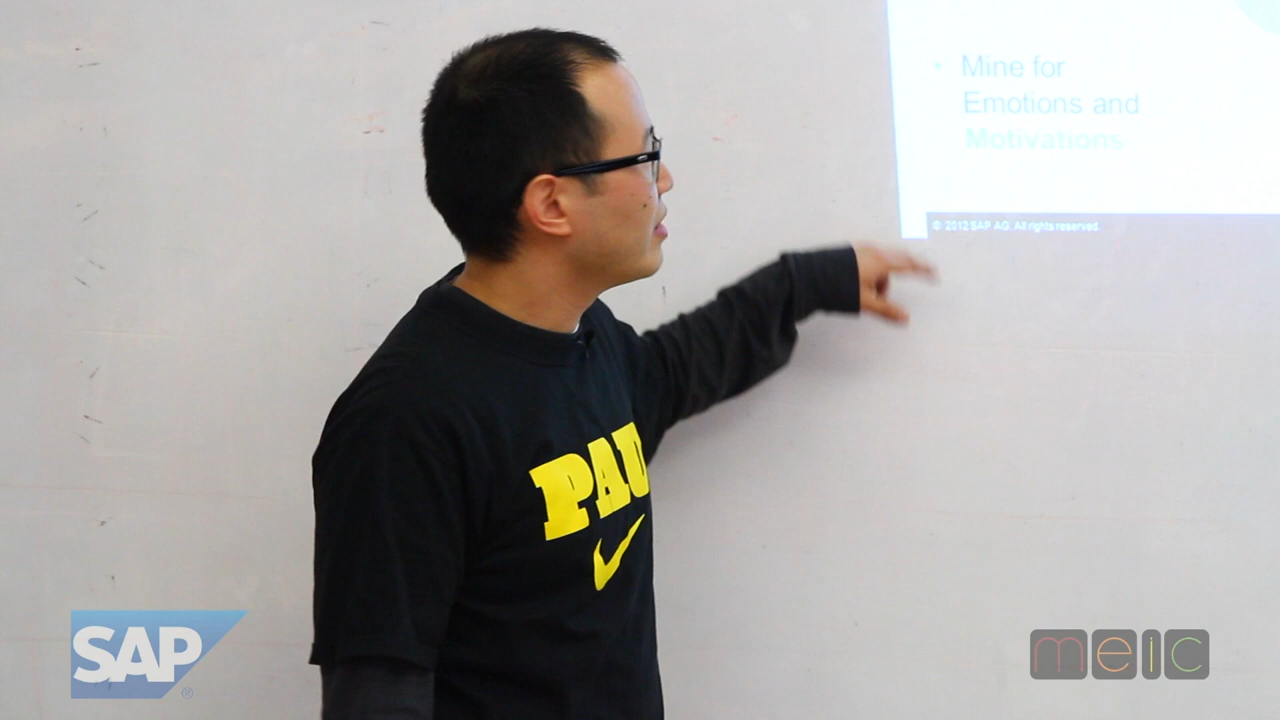 • Mine for
Emotions and
Motivations
© 2012 SAP AG. All rights reserved.
PAU
SAP®
meic